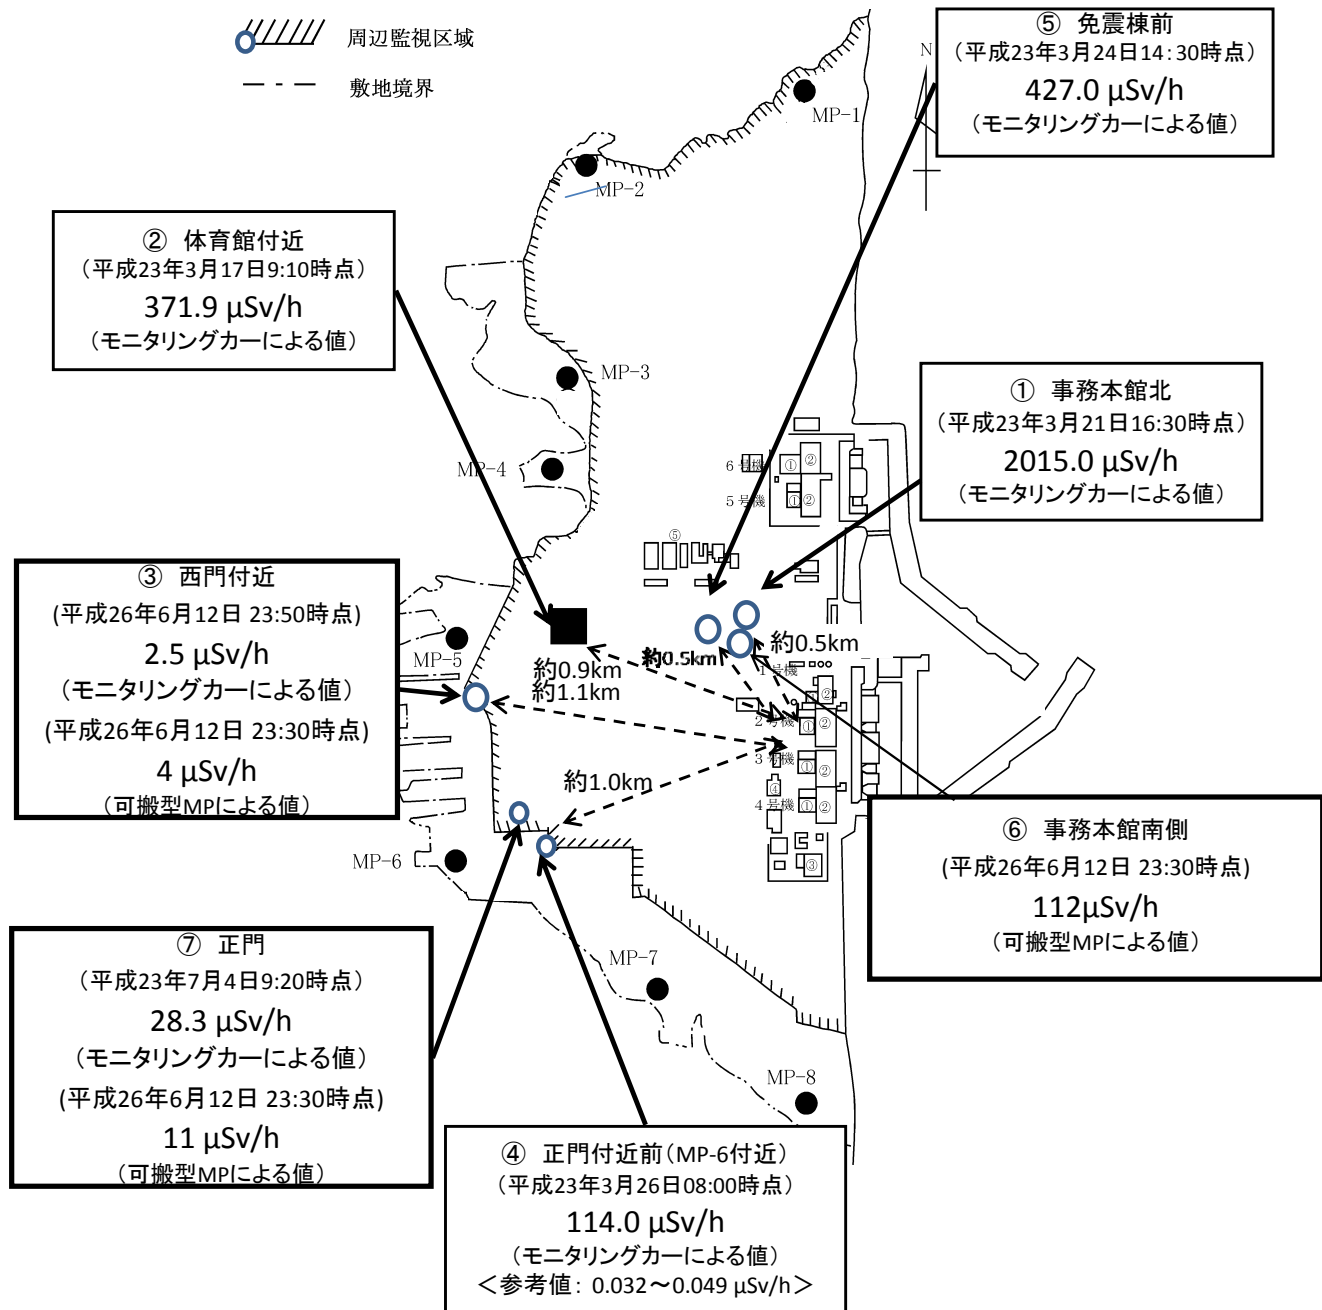 周辺監視区域
敷地境界
⑤ 免震棟前
(平成23年3月24日14:30時点)
427.0 μSv/h
(モニタリングカーによる値)
N
MP-1
MP-2
② 体育館付近
(平成23年3月17日9:10時点)
371.9 μSv/h
(モニタリングカーによる値)
MP-3
① 事務本館北
(平成23年3月21日16:30時点)
2015.0 μSv/h
(モニタリングカーによる値)
MP-4
6号機
① ②
5号機
① ②
⑤
③ 西門付近
(平成26年6月12日 23:50時点)
2.5 μSv/h
(モニタリングカーによる値)
(平成26年6月12日 23:30時点)
4 μSv/h
(可搬型MPによる値)
MP-5
約0.9km
約1.1km
約0.5km
約0.5km
1号機
②
2号機
① ②
3号機
① ②
④
4号機
① ②
③
約1.0km
MP-6
⑥ 事務本館南側
(平成26年6月12日 23:30時点)
112μSv/h
(可搬型MPによる値)
⑦ 正門
(平成23年7月4日9:20時点)
28.3 μSv/h
(モニタリングカーによる値)
(平成26年6月12日 23:30時点)
11 μSv/h
(可搬型MPによる値)
MP-7
MP-8
④ 正門付近前(MP-6付近)
(平成23年3月26日08:00時点)
114.0 μSv/h
(モニタリングカーによる値)
<参考値: 0.032～0.049 μSv/h>